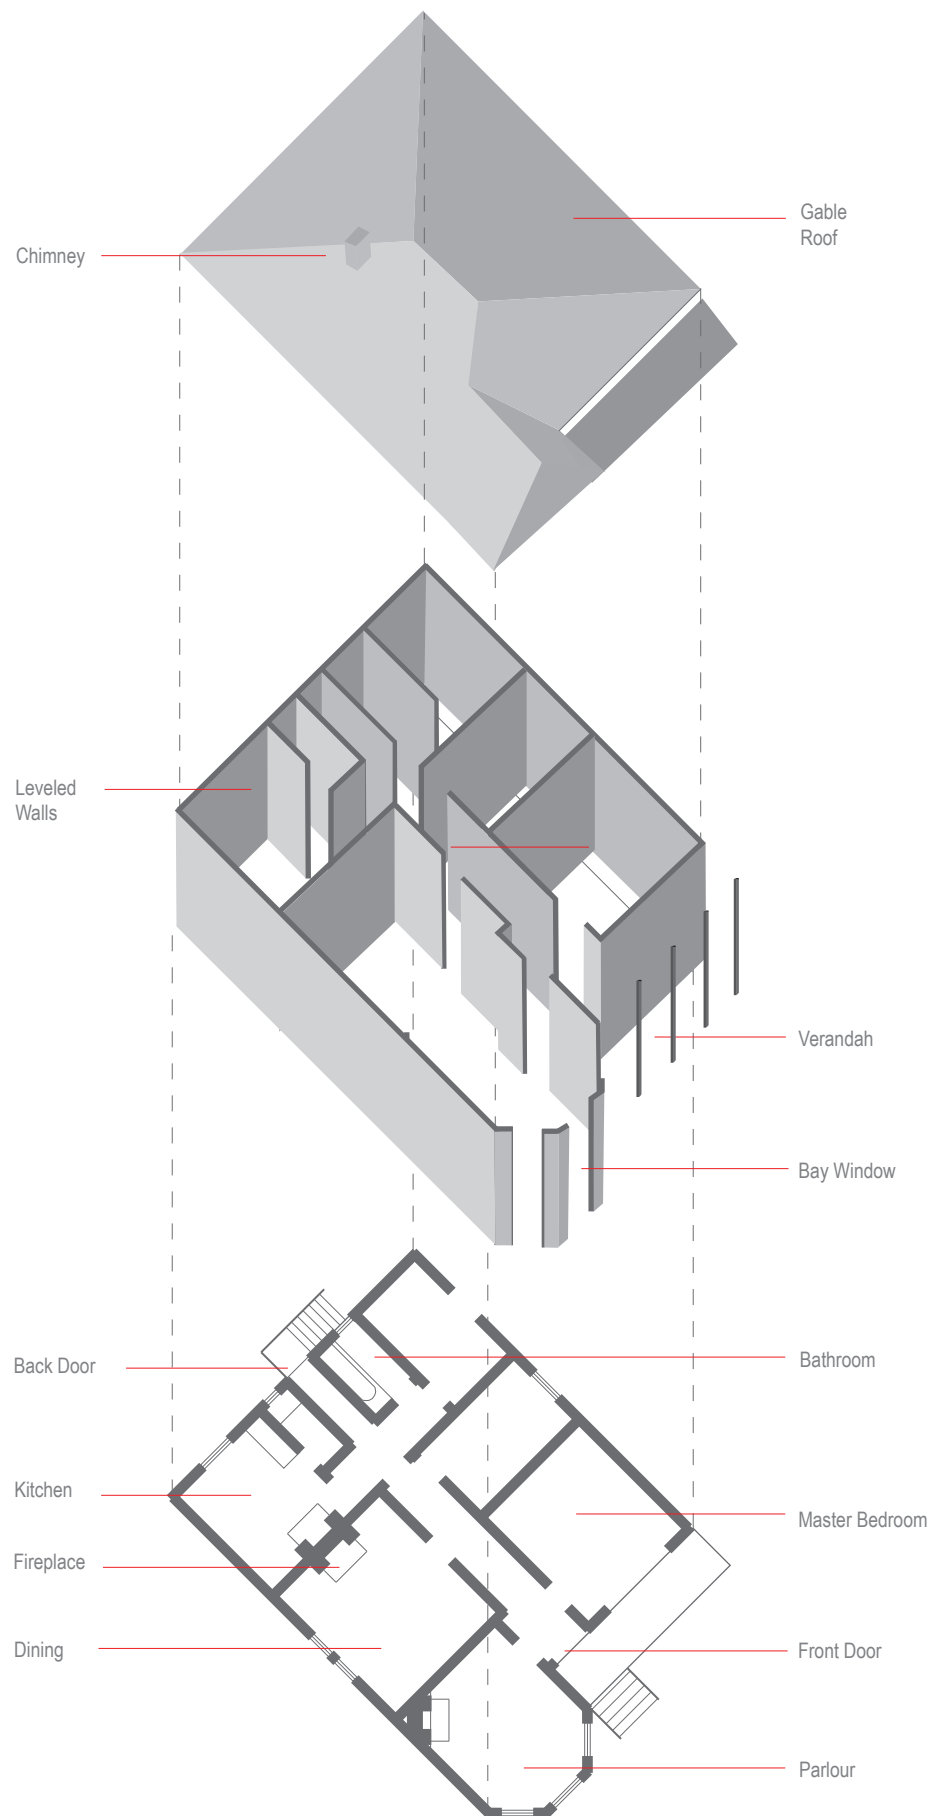 Gable
Roof
Chimney
Leveled
Walls
Verandah
Bay Window
Back Door
Bathroom
Kitchen
Master Bedroom
Fireplace
Dining
Front Door
Parlour